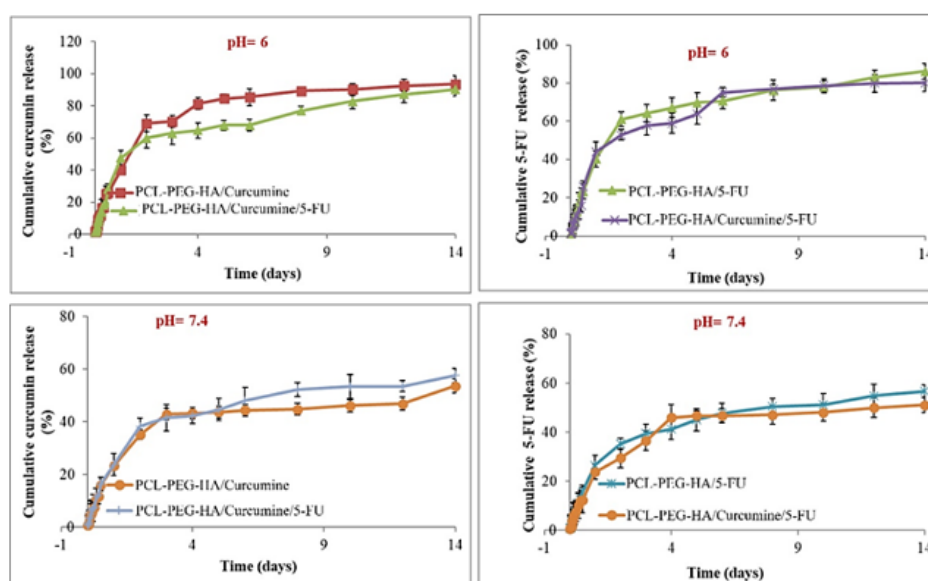 pH= 6
Cumulative curcumin release
(%)
120
100
80
60
40
20
0
PCL-PEG-HA/Curcumine
PCL-PEG-HA/Curcumine/5-FU
-1
4
9
14
Time (days)
pH= 6
Cumulative 5-FU release (%)
100
80
60
40
20
0
PCL-PEG-HA/5-FU
PCL-PEG-HA/Curcumine/5-FU
-1
4
9
14
Time (days)
pH= 7.4
Cumulative curcumin release
(%)
80
60
40
20
0
PCL-PEG-HA/Curcumine
PCL-PEG-HA/Curcumine/5-FU
-1
4
9
14
Time (days)
pH= 7.4
Cumulative 5-FU release (%)
80
60
40
20
0
PCL-PEG-HA/5-FU
PCL-PEG-HA/Curcumine/5-FU
-1
4
9
14
Time (days)